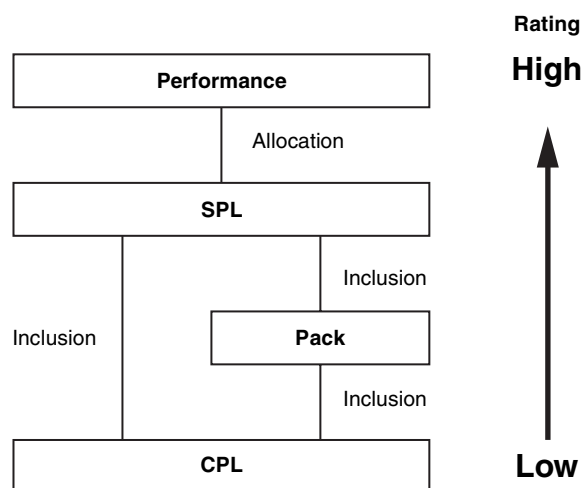 Rating
High
Performance
Allocation
SPL
Inclusion
Inclusion
Pack
Inclusion
CPL
Low